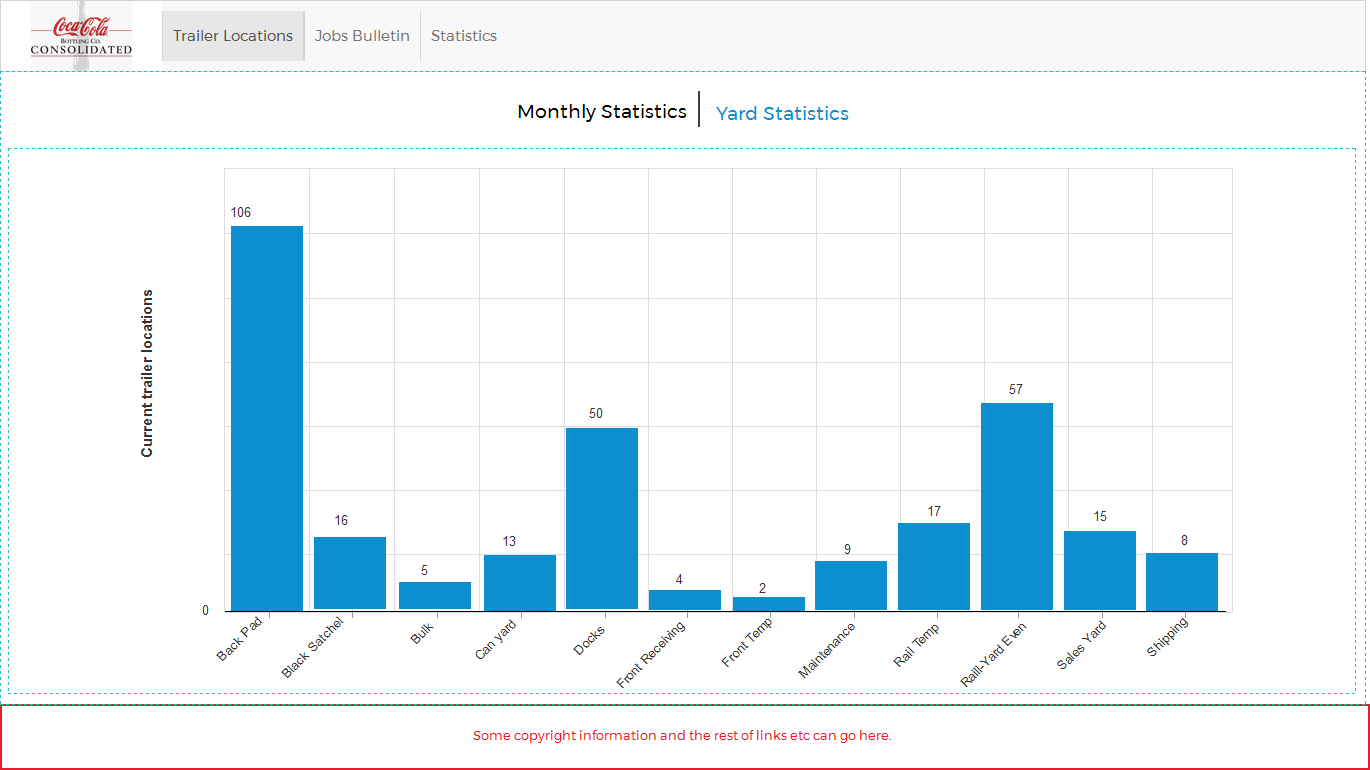 Coca-Cola
BOTTLING CO.
CONSOLIDATED
Trailer Locations
Jobs Bulletin
Statistics
Monthly Statistics
Yard Statistics
Current trailer locations
106
16
5
13
50
4
2
9
17
57
15
8
0
Back Pad
Black Satchel
Bulk
Can yard
Docks
Front Receiving
Front Temp
Maintenance
Rail Temp
Raill-Yard Even
Sales Yard
Shipping
Some copyright information and the rest of links etc can go here.